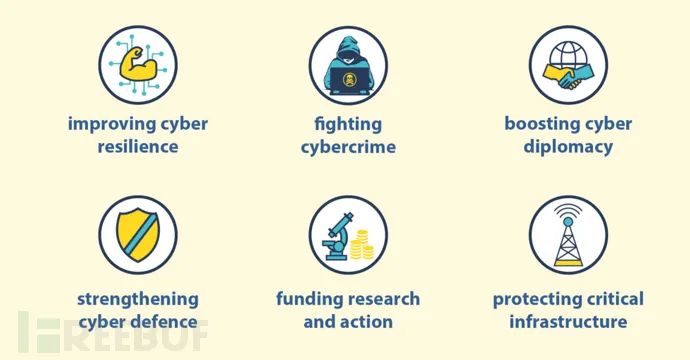 improving cyber
resilience
fighting
cybercrime
boosting cyber
diplomacy
strengthening
cyber defence
funding research
and action
protecting critical
infrastructure
FREEBUF